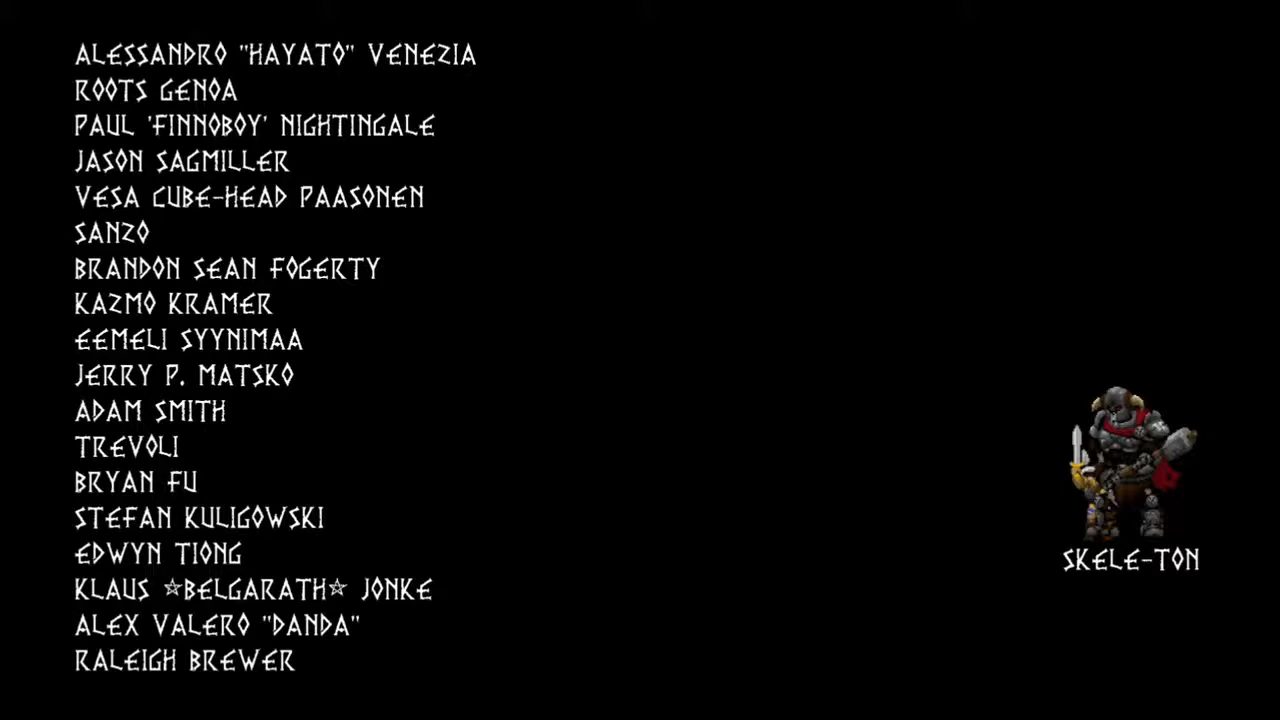 ALESSANDRO "HAYATO" VENEZIA
ROOTS GENOA
PAUL 'FINNOBOY' NIGHTINGALE
JASON SAGMILLER
VESA CUBE-HEAD PAASONEN
SANZO
BRANDON SEAN FOGERTY
KAZMO KRAMER
EEMELI SYYNIMAA
JERRY P. MATSKO
ADAM SMITH
TREVOLI
BRYAN FU
STEFAN KULIGOWSKI
EDWYN TIONG
KLAUS ☆BELGARATH☆ JONKE
ALEX VALERO "DANDA"
RALEIGH BREWER
SKELE-TON